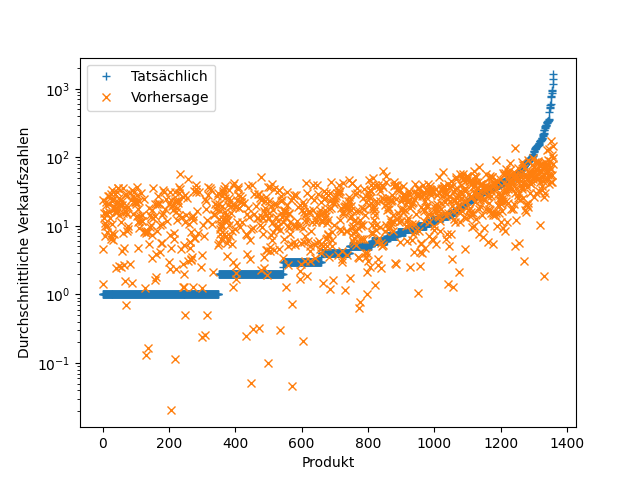 Tatsächlich
Vorhersage
Durchschnittliche Verkaufszahlen
10³
10²
10¹
10⁰
10⁻¹
0 200 400 600 800 1000 1200 1400
Produkt